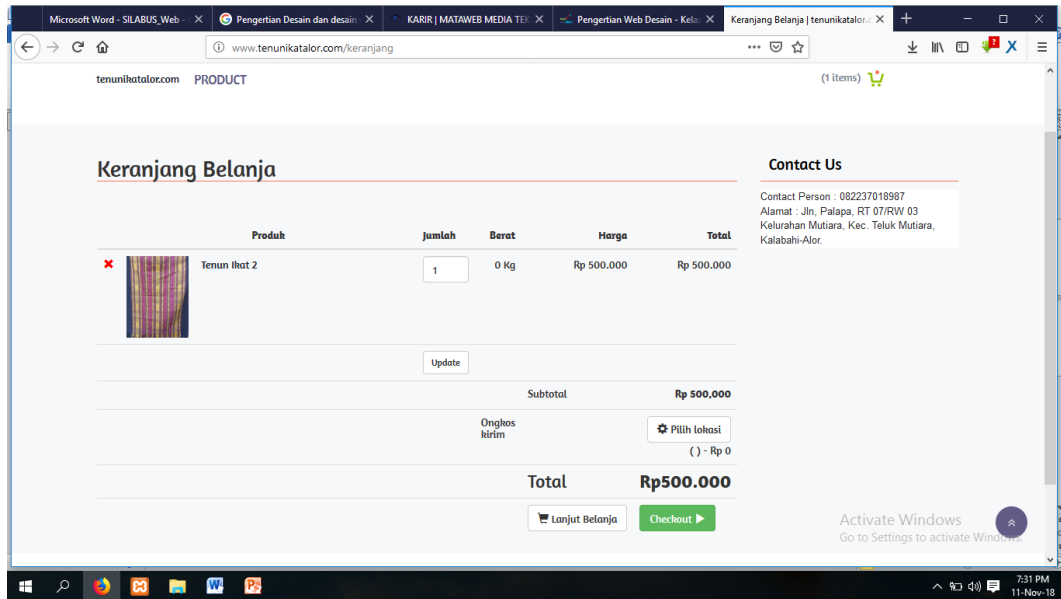 Microsoft Word - SILABUS_Web -
Pengertian Desain dan desain
KARIR | MATAWEB MEDIA TEK
Pengertian Web Desain - Kelas
Keranjang Belanja | tenunikatalor.c
www.tenunikatalor.com/keranjang
tenunikatalor.com PRODUCT (1 items)
Keranjang Belanja
Produk Jumlah Berat Harga Total
Tenun Ikat 2 1 0 Kg Rp 500.000 Rp 500.000
Update
Subtotal Rp 500,000
Ongkos
kirim
Pilih lokasi
( ) - Rp 0
Total Rp500.000
Lanjut Belanja Checkout
Contact Us
Contact Person : 082237018987
Alamat : Jln, Palapa, RT 07/RW 03
Kelurahan Mutiara, Kec. Teluk Mutiara,
Kalabahi-Alor.
Activate Windows
Go to Settings to activate Windows.
7:31 PM
11-Nov-18